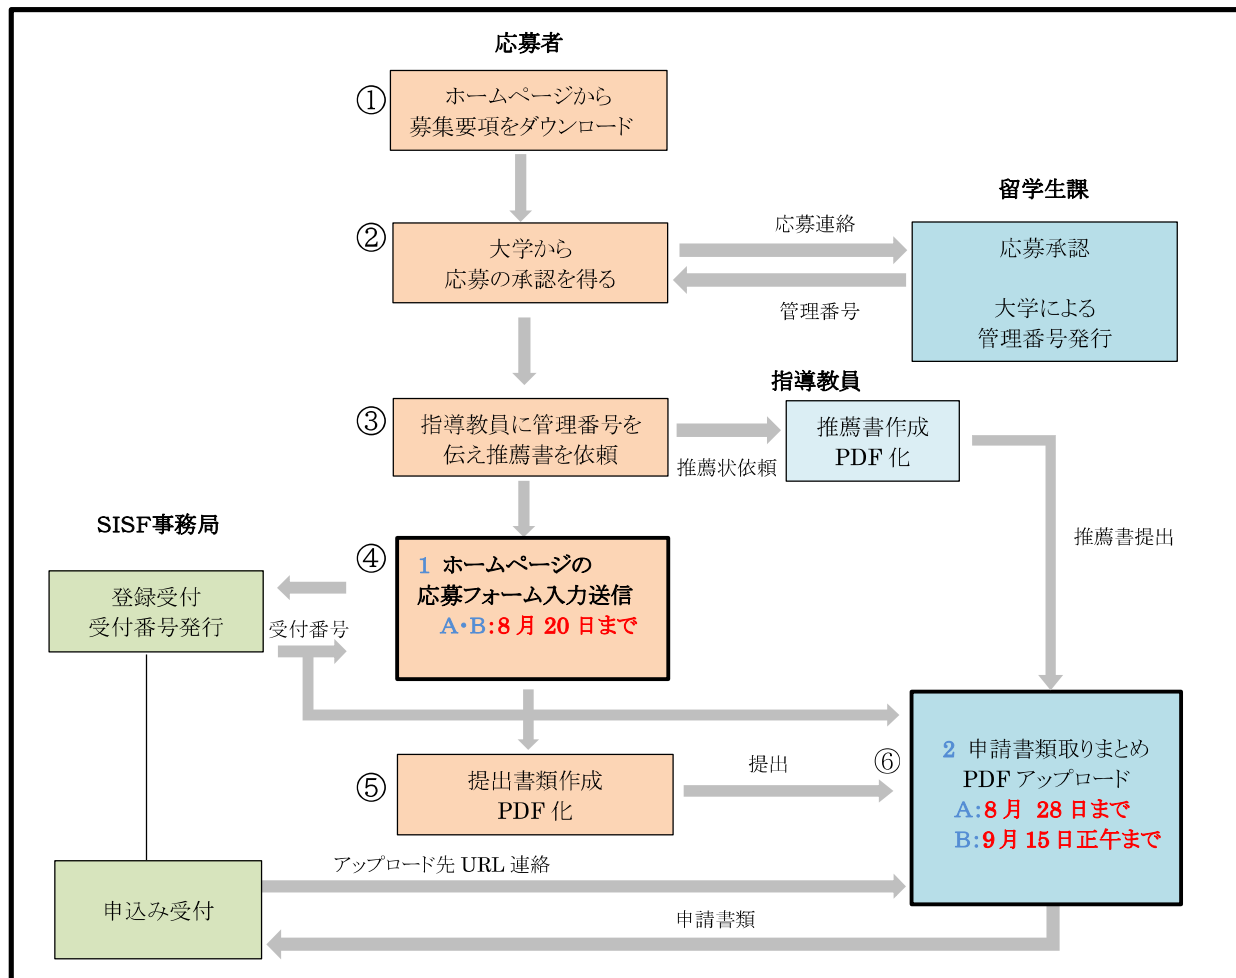 応募者
①
ホームページから
募集要項をダウンロード
留学生課
②
大学から
応募の承認を得る
応募連絡
管理番号
応募承認
大学による
管理番号発行
指導教員
③
指導教員に管理番号を
伝え推薦書を依頼
推薦状依頼
推薦書作成
PDF 化
推薦書提出
SISF事務局
④
1 ホームページの
応募フォーム入力送信
A・B:8 月 20 日まで
登録受付
受付番号発行
受付番号
⑤
提出書類作成
PDF 化
提出
⑥
2 申請書類取りまとめ
PDF アップロード
A:8 月 28 日まで
B:9 月 15 日正午まで
アップロード先 URL 連絡
申込み受付
申請書類